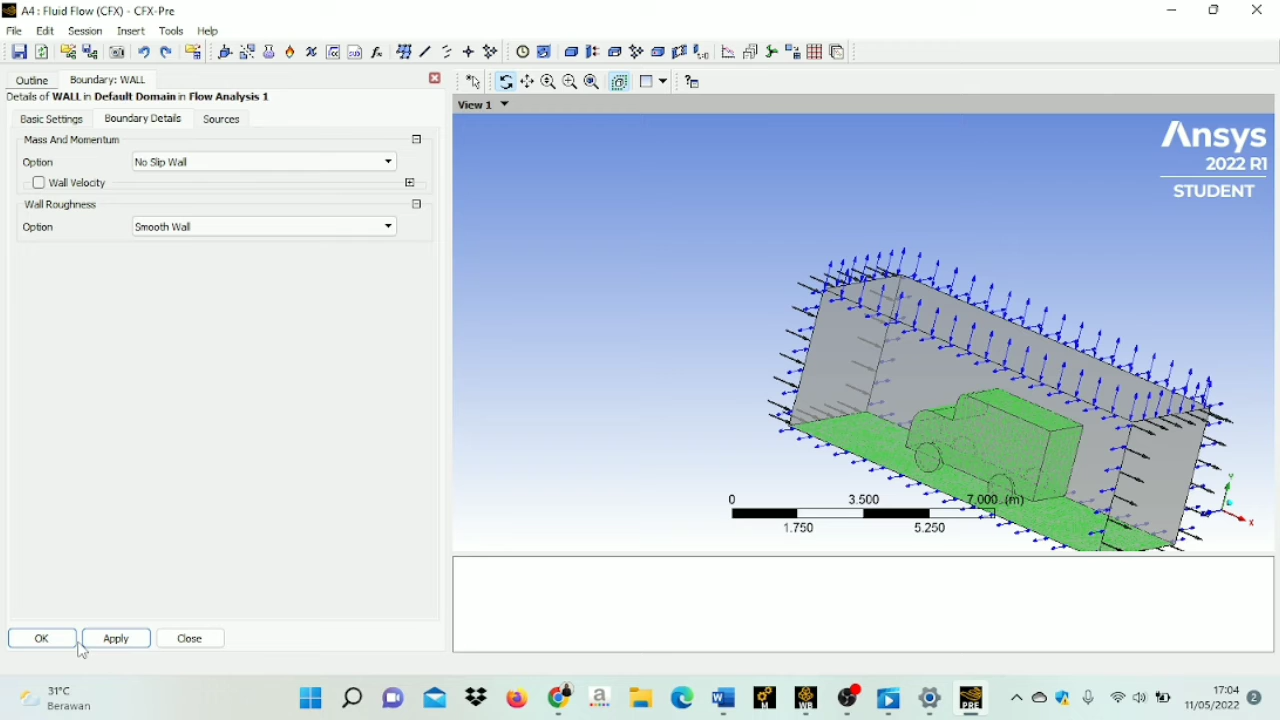 A4 : Fluid Flow (CFX) - CFX-Pre
File Edit Session Insert Tools Help
Outline Boundary: WALL
Details of WALL in Default Domain in Flow Analysis 1
Basic Settings Boundary Details Sources
Mass And Momentum
Option No Slip Wall
Wall Velocity
Wall Roughness
Option Smooth Wall
OK Apply Close
View 1
Ansys
2022 R1
STUDENT
0 3.500 7.000 (m)
1.750 5.250
Y
X
31°C
Berawan
17:04
11/05/2022
2